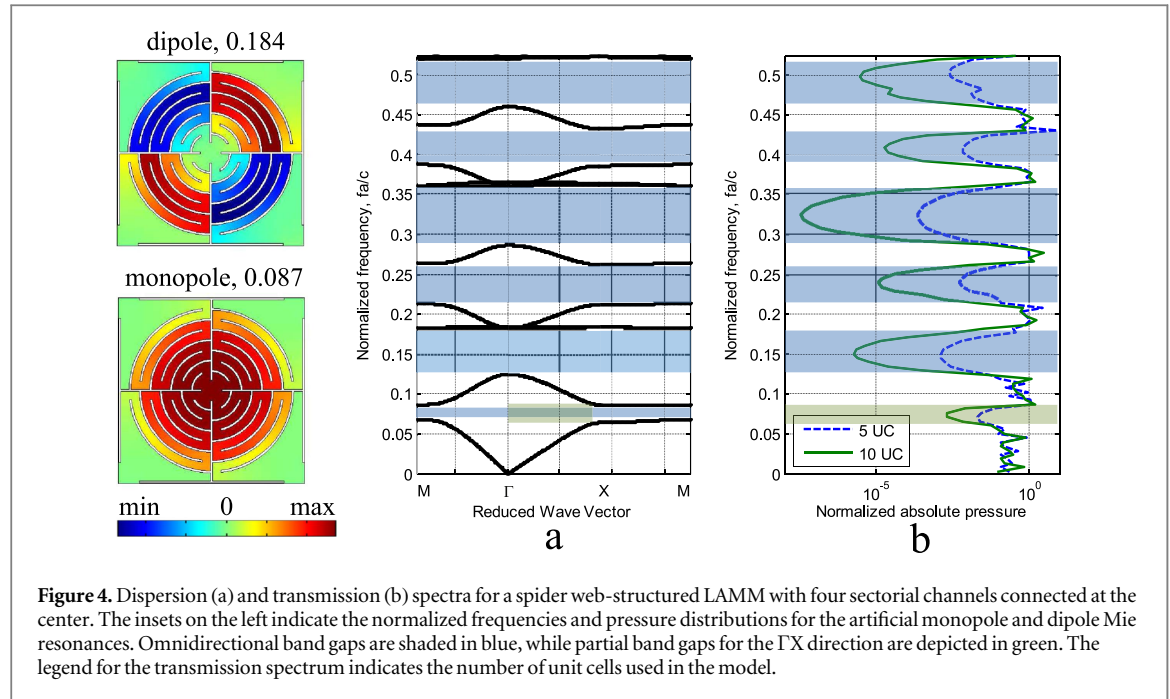 dipole, 0.184
monopole, 0.087
min 0 max
Normalized frequency, fa/c
0.5
0.45
0.4
0.35
0.3
0.25
0.2
0.15
0.1
0.05
0
M Γ X M
Reduced Wave Vector
a
Normalized frequency, fa/c
0.5
0.45
0.4
0.35
0.3
0.25
0.2
0.15
0.1
0.05
0
5 UC
10 UC
10⁻⁵ 10⁰
Normalized absolute pressure
b
Figure 4. Dispersion (a) and transmission (b) spectra for a spider web-structured LAMM with four sectorial channels connected at the
center. The insets on the left indicate the normalized frequencies and pressure distributions for the artificial monopole and dipole Mie
resonances. Omnidirectional band gaps are shaded in blue, while partial band gaps for the ΓX direction are depicted in green. The
legend for the transmission spectrum indicates the number of unit cells used in the model.